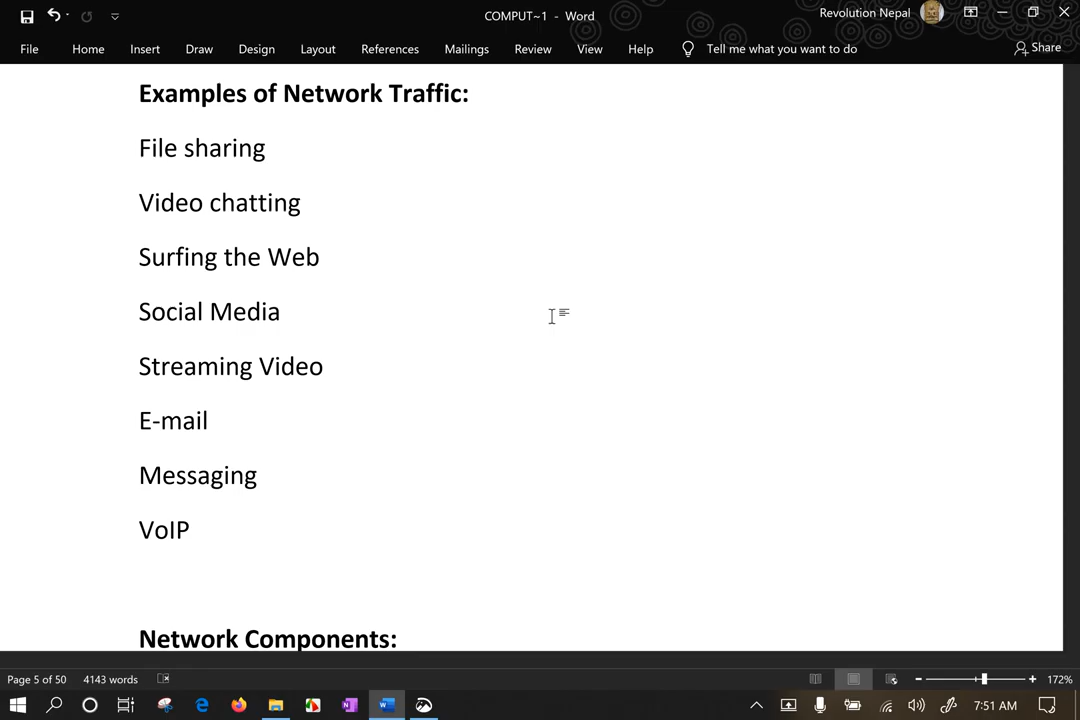 COMPUT~1 - Word
Revolution Nepal
File Home Insert Draw Design Layout References Mailings Review View Help Tell me what you want to do Share
Examples of Network Traffic:
File sharing
Video chatting
Surfing the Web
Social Media
Streaming Video
E-mail
Messaging
VoIP
Network Components:
Page 5 of 50 4143 words 172%
7:51 AM